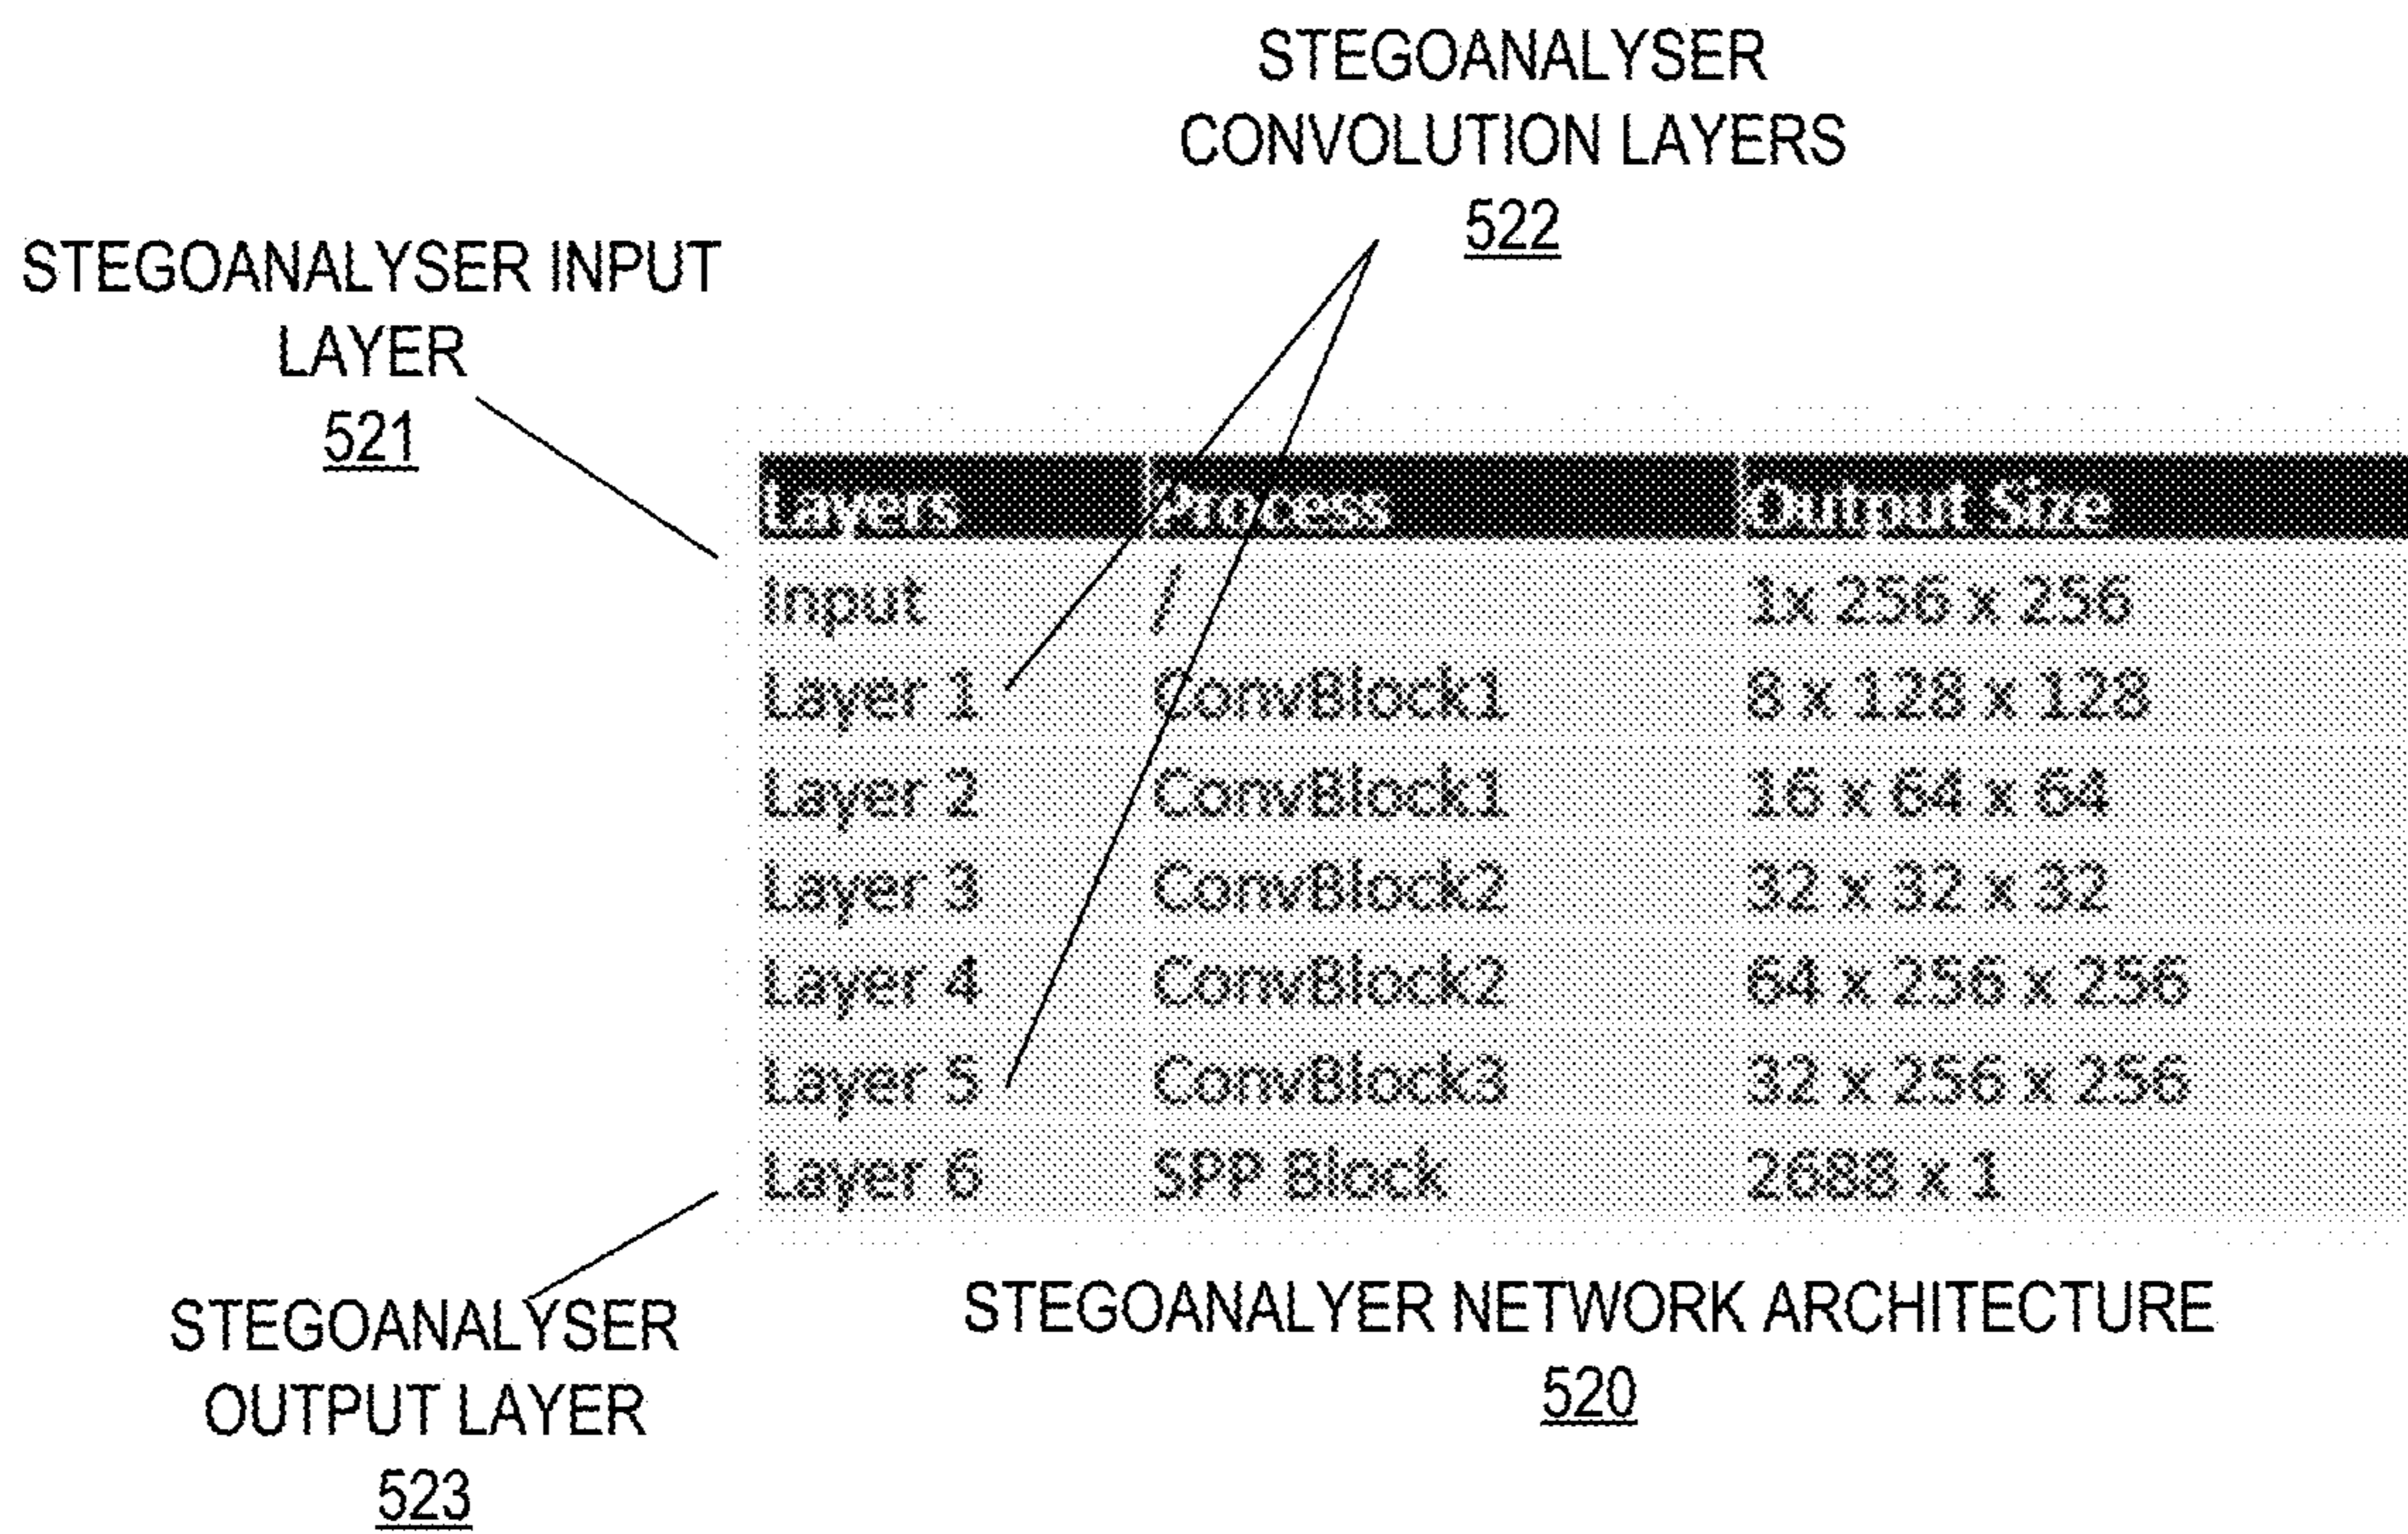 STEGOANALYSER
CONVOLUTION LAYERS
522
STEGOANALYSER INPUT
LAYER
521
Layers Process Output Size
Input / 1x 256 x 256
Layer 1 ConvBlock1 8 x 128 x 128
Layer 2 ConvBlock1 16 x 64 x 64
Layer 3 ConvBlock2 32 x 32 x 32
Layer 4 ConvBlock2 64 x 256 x 256
Layer 5 ConvBlock3 32 x 256 x 256
Layer 6 SPP Block 2688 x 1
STEGOANALYSER
OUTPUT LAYER
523
STEGOANALYER NETWORK ARCHITECTURE
520